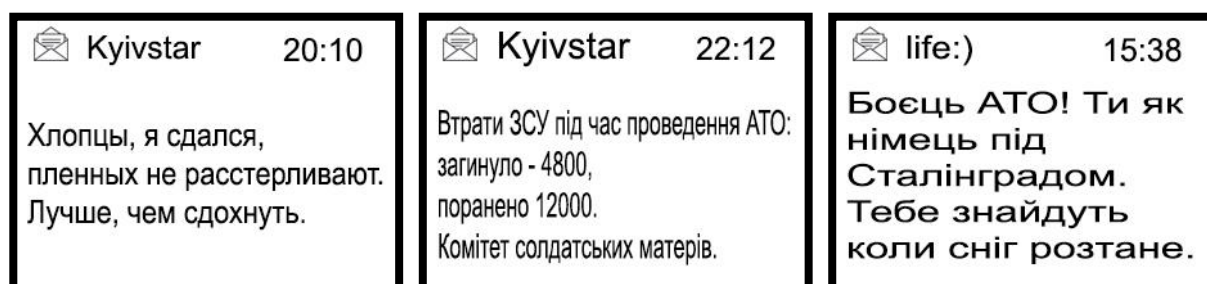 Kyivstar 20:10
Хлопцы, я сдался,
пленных не расстерливают.
Лучше, чем сдохнуть.
Kyivstar 22:12
Втрати ЗСУ під час проведення АТО:
загинуло - 4800,
поранено 12000.
Комітет солдатських матерів.
life:) 15:38
Боєць АТО! Ти як
німець під
Сталінградом.
Тебе знайдуть
коли сніг розтане.